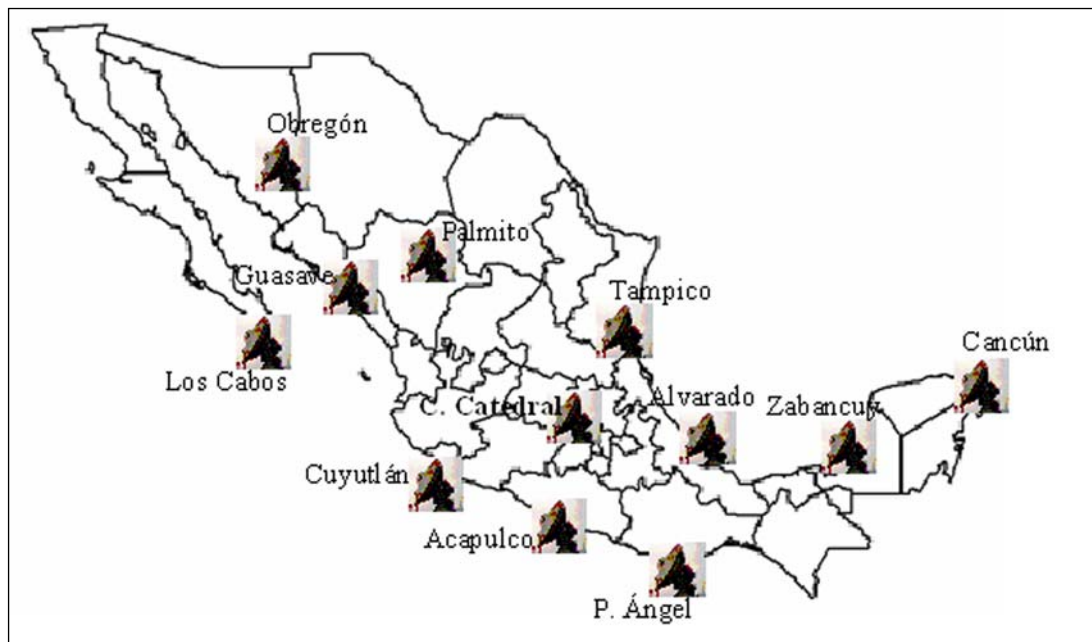 Obregón
Palmito
Guasave
Tampico
Cancún
Los Cabos
C. Catedral
Alvarado
Zabancuy
Cuyutlán
Acapulco
P. Ángel